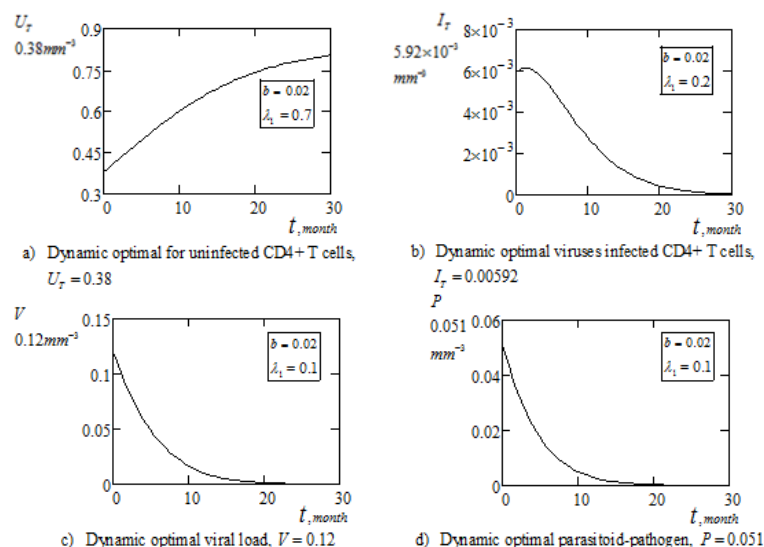 U_T
0.38mm⁻³
0.9
0.75
0.6
0.45
0.3
b = 0.02
λ₁ = 0.7
0 10 20 30
t, month
a) Dynamic optimal for uninfected CD4+ T cells,
U_T = 0.38
I_T
5.92×10⁻³
mm⁻³
8×10⁻³
6×10⁻³
4×10⁻³
2×10⁻³
0
b = 0.02
λ₁ = 0.2
0 10 20 30
t, month
b) Dynamic optimal viruses infected CD4+ T cells,
I_T = 0.00592
V
0.12mm⁻³
0.15
0.1
0.05
0
b = 0.02
λ₁ = 0.1
0 10 20 30
t, month
c) Dynamic optimal viral load, V = 0.12
P
0.051
mm⁻³
0.06
0.04
0.02
0
b = 0.02
λ₁ = 0.1
0 10 20 30
t, month
d) Dynamic optimal parasitoid-pathogen, P = 0.051